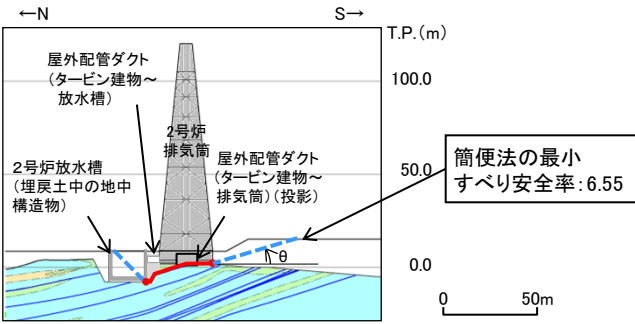 ←N
S→
T.P.(m)
屋外配管ダクト
(タービン建物～
放水槽)
100.0
2号炉
排気筒
屋外配管ダクト
(タービン建物～
排気筒)(投影)
2号炉放水槽
(埋戻土中の地中
構造物)
50.0
簡便法の最小
すべり安全率:6.55
θ
0.0
0
50m